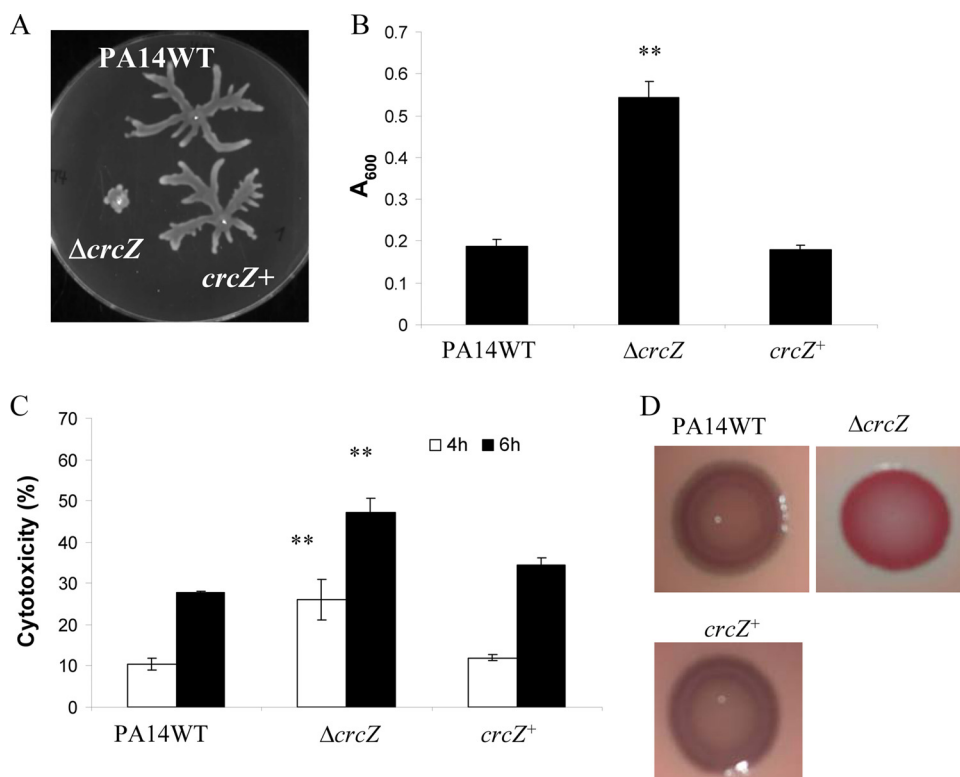 A
PA14WT
ΔcrcZ
crcZ+
B
0.7
0.6
0.5
0.4
0.3
0.2
0.1
0
A600
**
PA14WT
ΔcrcZ
crcZ+
C
70
60
50
40
30
20
10
0
Cytotoxicity (%)
4h 6h
**
**
PA14WT
ΔcrcZ
crcZ+
D
PA14WT ΔcrcZ
crcZ+